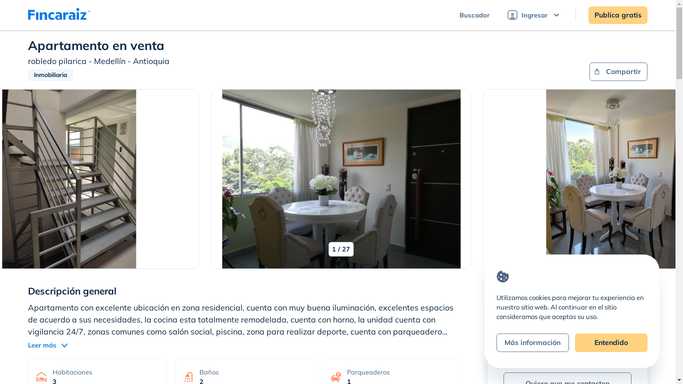 Fincaraiz
Buscador
Ingresar
Publica gratis
Apartamento en venta
robledo pilarica - Medellín - Antioquia
Inmobiliaria
Compartir
1 / 27
Descripción general
Apartamento con excelente ubicación en zona residencial, cuenta con muy buena iluminación, excelentes espacios
de acuerdo a sus necesidades, la cocina esta totalmente remodelada, cuenta con horno, la unidad cuenta con
vigilancia 24/7, zonas comunes como salón social, piscina, zona para realizar deporte, cuenta con parqueadero...
Leer más
Habitaciones
3
Baños
2
Parqueaderos
1
Utilizamos cookies para mejorar tu experiencia en
nuestro sitio web. Al continuar en el sitio
consideramos que aceptas su uso.
Más información
Entendido
Quiero que me contacten